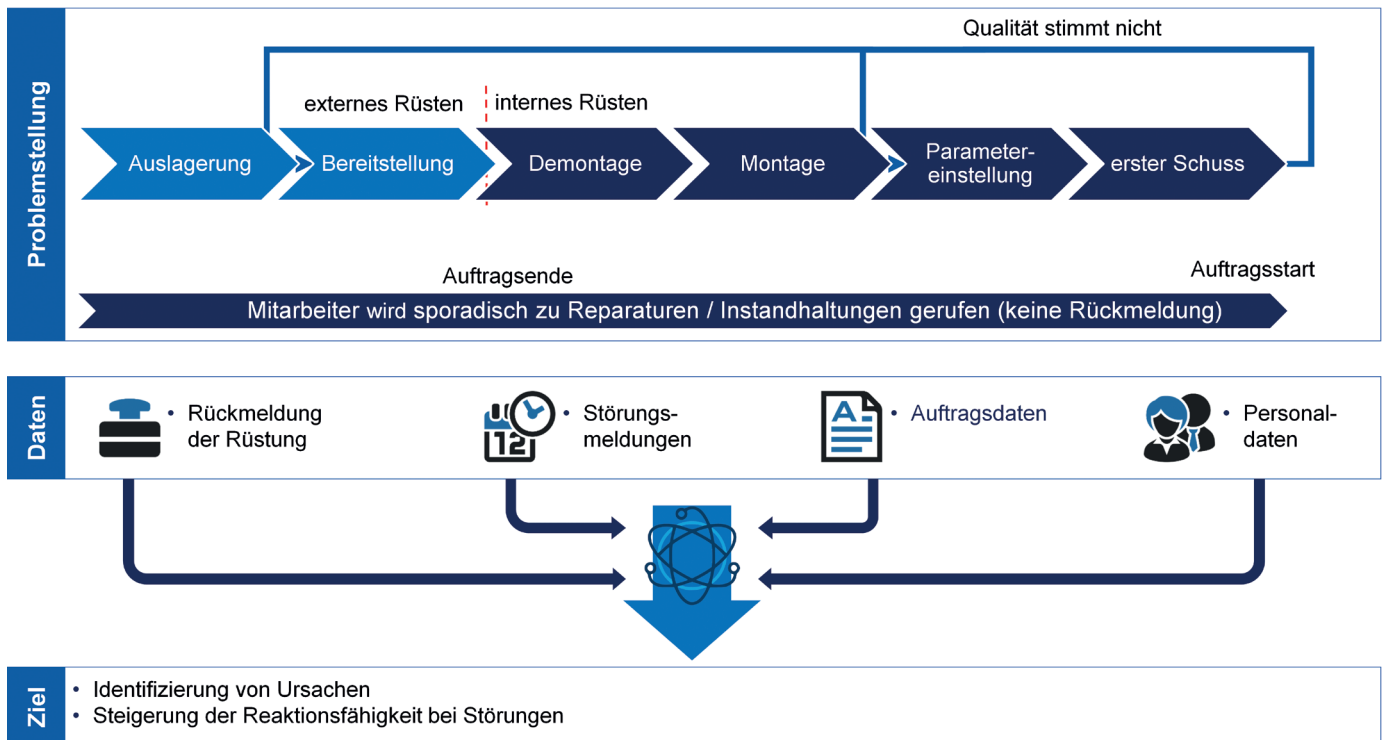 Problemstellung
Qualität stimmt nicht
externes Rüsten
internes Rüsten
Auslagerung
Bereitstellung
Demontage
Montage
Parameter-
einstellung
erster Schuss
Auftragsende
Auftragsstart
Mitarbeiter wird sporadisch zu Reparaturen / Instandhaltungen gerufen (keine Rückmeldung)
Daten
• Rückmeldung
der Rüstung
12
• Störungs-
meldungen
A
• Auftragsdaten
• Personal-
daten
Ziel
• Identifizierung von Ursachen
• Steigerung der Reaktionsfähigkeit bei Störungen